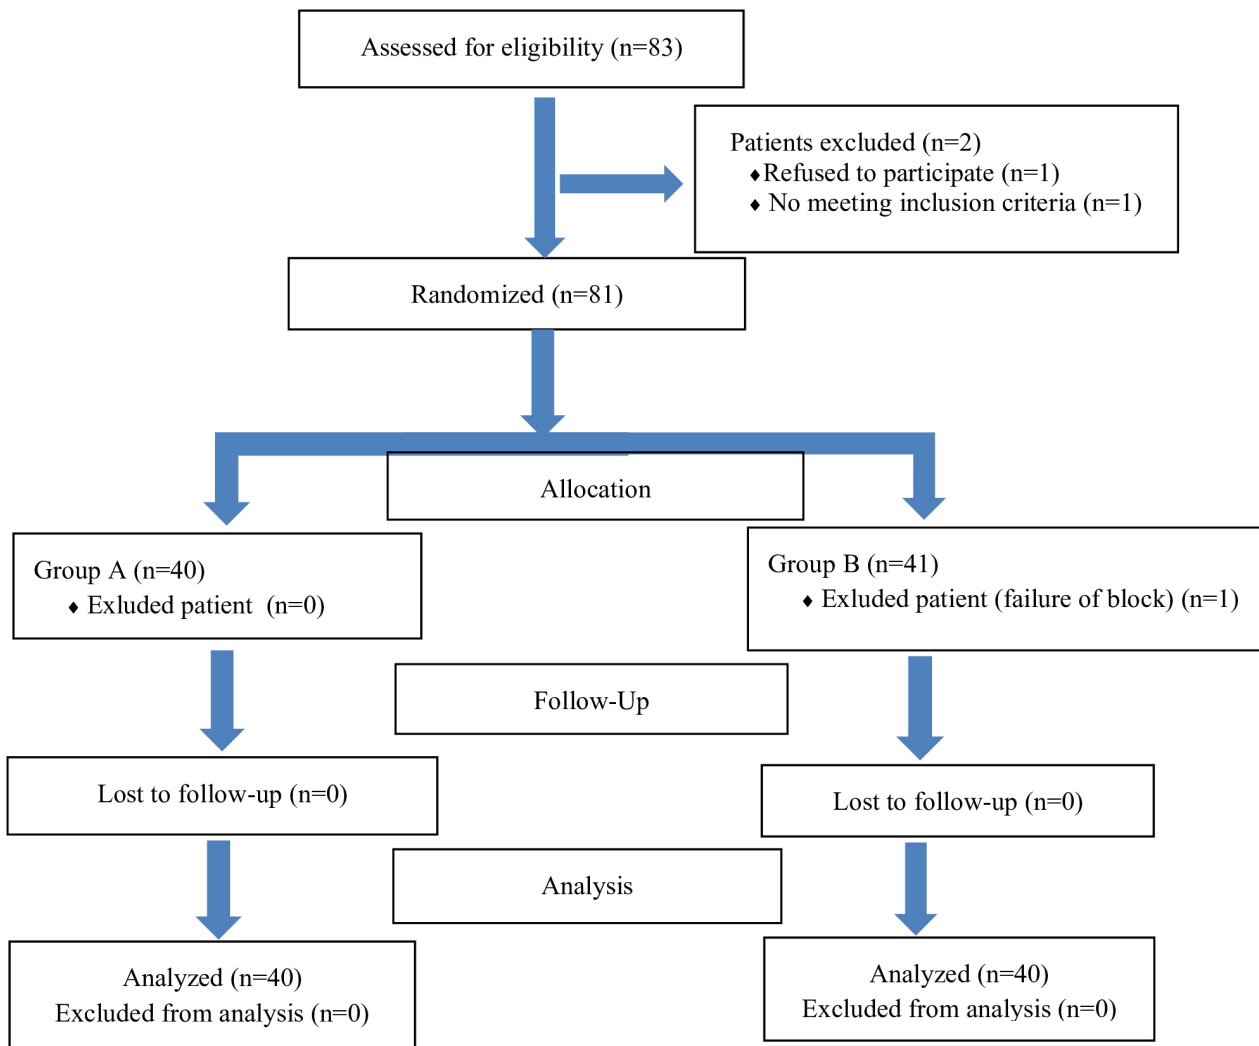 Assessed for eligibility (n=83)
Patients excluded (n=2)
♦Refused to participate (n=1)
♦ No meeting inclusion criteria (n=1)
Randomized (n=81)
Allocation
Group A (n=40)
♦ Exluded patient (n=0)
Group B (n=41)
♦ Exluded patient (failure of block) (n=1)
Follow-Up
Lost to follow-up (n=0)
Lost to follow-up (n=0)
Analysis
Analyzed (n=40)
Excluded from analysis (n=0)
Analyzed (n=40)
Excluded from analysis (n=0)